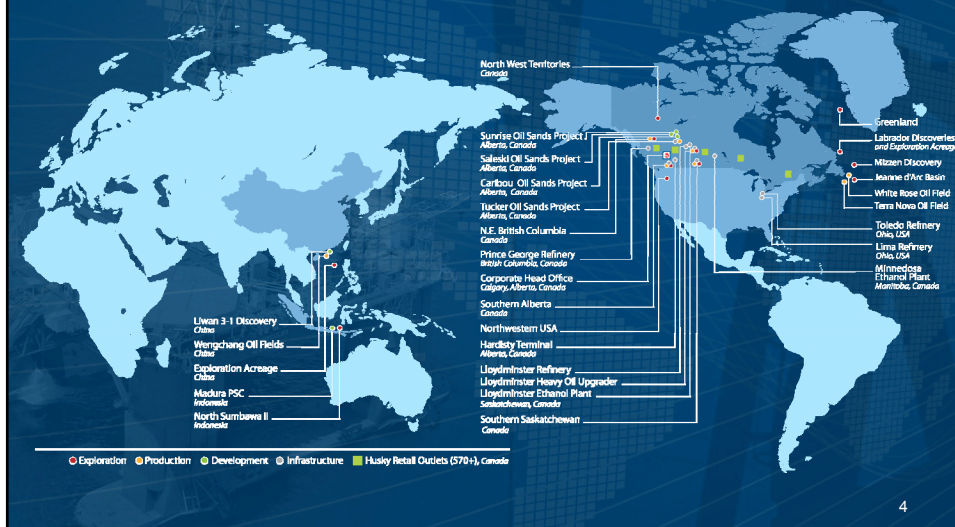 North West Territories
Canada
Sunrise Oil Sands Project
Alberta, Canada
Saleski Oil Sands Project
Alberta, Canada
Caribou Oil Sands Project
Alberta, Canada
Tucker Oil Sands Project
Alberta, Canada
N.E. British Columbia
Canada
Prince George Refinery
British Columbia, Canada
Corporate Head Office
Calgary, Alberta, Canada
Southern Alberta
Canada
Northwestern USA
Hardisty Terminal
Alberta, Canada
Lloydminster Refinery
Lloydminster Heavy Oil Upgrader
Lloydminster Ethanol Plant
Saskatchewan, Canada
Southern Saskatchewan
Canada
Greenland
Labrador Discoveries
and Exploration Acreage
Mizzen Discovery
Jeanne d'Arc Basin
White Rose Oil Field
Terra Nova Oil Field
Toledo Refinery
Ohio, USA
Lima Refinery
Ohio, USA
Minnedosa
Ethanol Plant
Manitoba, Canada
Liwan 3-1 Discovery
China
Wengchang Oil Fields
China
Exploration Acreage
China
Madura PSC
Indonesia
North Sumbawa II
Indonesia
Exploration Production Development Infrastructure Husky Retail Outlets (570+), Canada
4